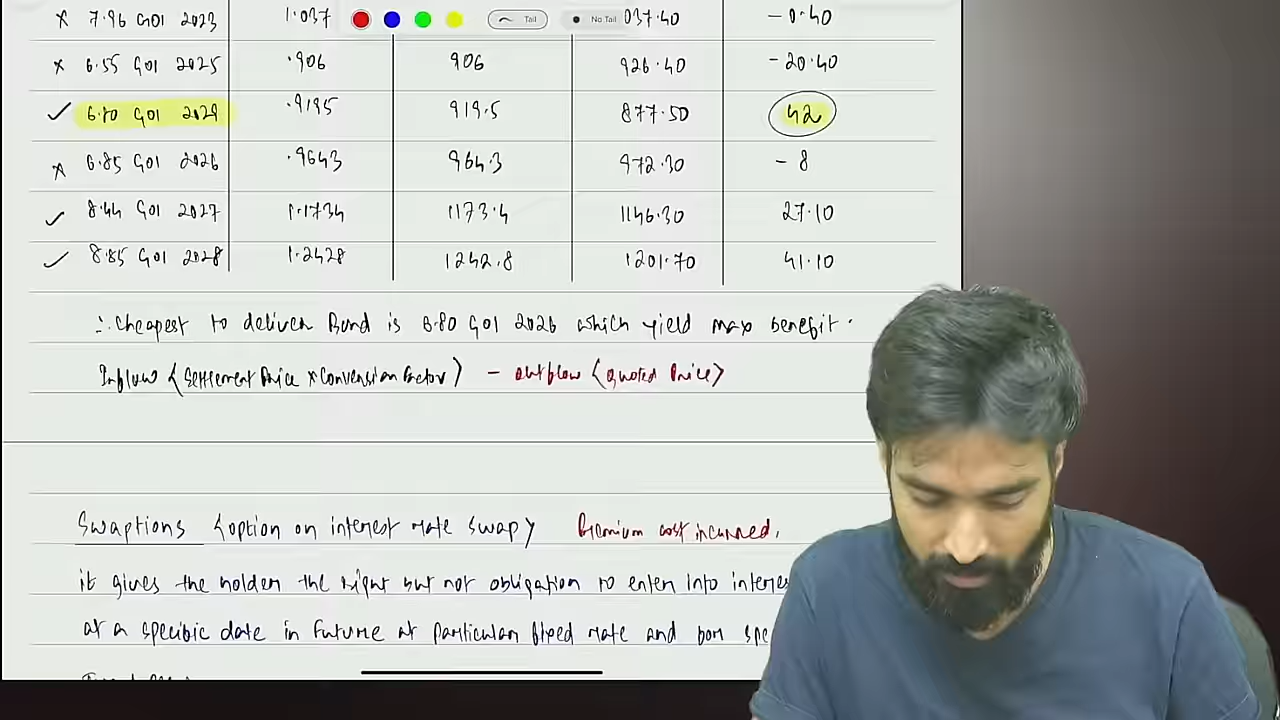 x 7.96 GOI 2023 1.037 Tail No Tail 037.40 - 0.40
x 6.55 GOI 2025 .906 906 926.40 - 20.40
✓ 6.80 GOI 2029 .9195 919.5 877.50 42
x 6.85 GOI 2026 .9643 964.3 972.30 - 8
✓ 8.44 GOI 2027 1.1734 1173.4 1146.30 27.10
✓ 8.85 GOI 2028 1.2428 1242.8 1201.70 41.10
∴ Cheapest to deliver Bond is 6.80 GOI 2026 which yield max benefit.
Inflow (Settlement Price x Conversion Factor) - outflow (Quoted Price)
Swaptions (option on interest rate swap) Premium cost incurred.
it gives the holder the right but not obligation to enter into interes
at a specific date in future at particular fixed rate and